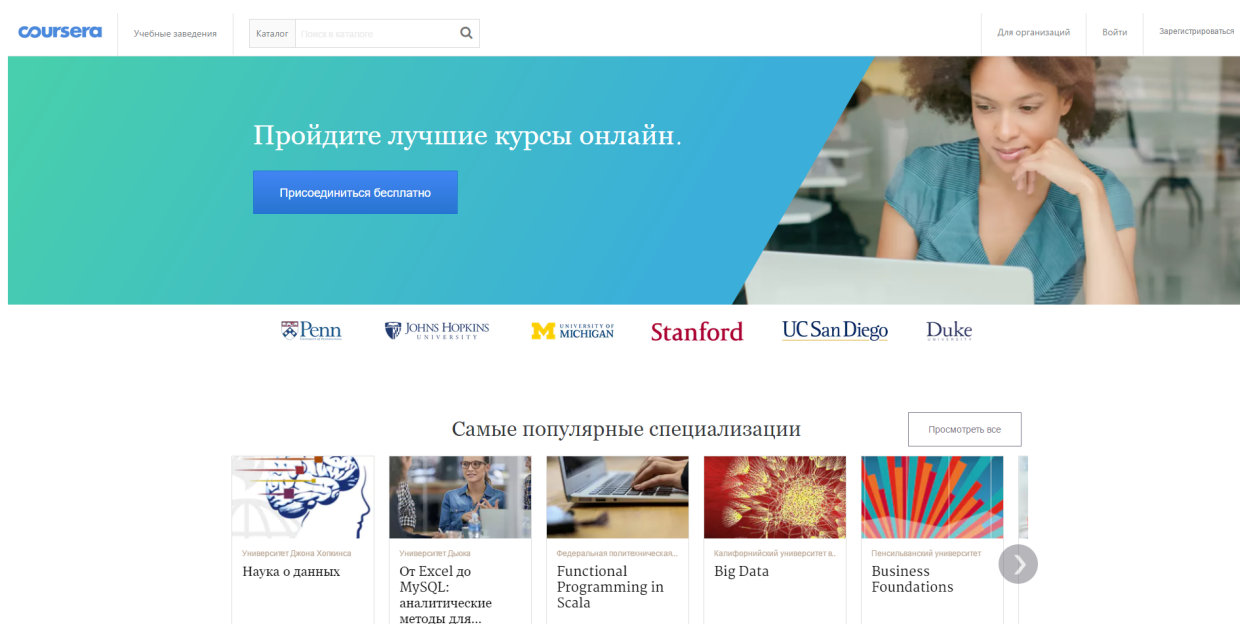 coursera
Учебные заведения
Каталог
Поиск в каталоге
Для организаций
Войти
Зарегистрироваться
Пройдите лучшие курсы онлайн.
Присоединиться бесплатно
Penn
JOHNS HOPKINS
UNIVERSITY
M UNIVERSITY OF
MICHIGAN
Stanford
UC San Diego
Duke
UNIVERSITY
Самые популярные специализации
Просмотреть все
Университет Джона Хопкинса
Наука о данных
Университет Дьюка
От Excel до
MySQL:
аналитические
методы для...
Федеральная политехническая...
Functional
Programming in
Scala
Калифорнийский университет в...
Big Data
Пенсильванский университет
Business
Foundations